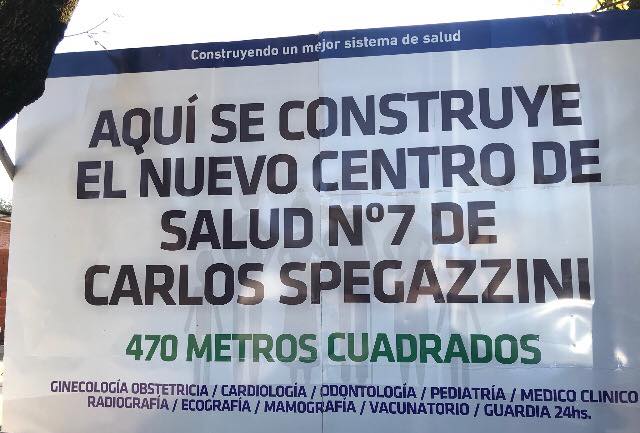 Construyendo un mejor sistema de salud
AQUÍ SE CONSTRUYE
EL NUEVO CENTRO DE
SALUD Nº7 DE
CARLOS SPEGAZZINI
470 METROS CUADRADOS
GINECOLOGÍA OBSTETRICIA / CARDIOLOGÍA / ODONTOLOGÍA / PEDIATRÍA / MEDICO CLINICO
RADIOGRAFÍA / ECOGRAFÍA / MAMOGRAFÍA / VACUNATORIO / GUARDIA 24hs.